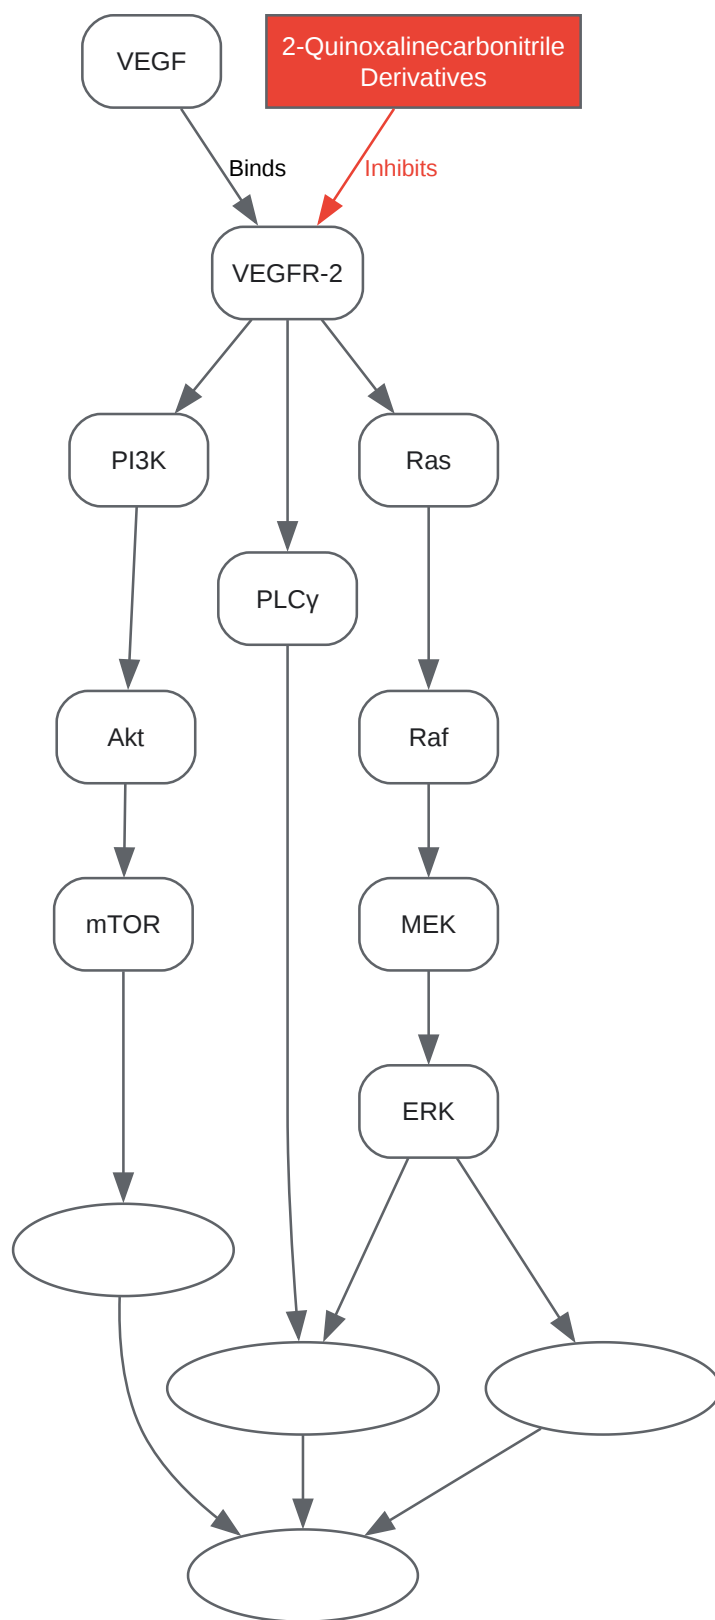 VEGF
2-Quinoxalinecarbonitrile
Derivatives
Binds
Inhibits
VEGFR-2
PI3K
Ras
PLCγ
Akt
Raf
mTOR
MEK
ERK